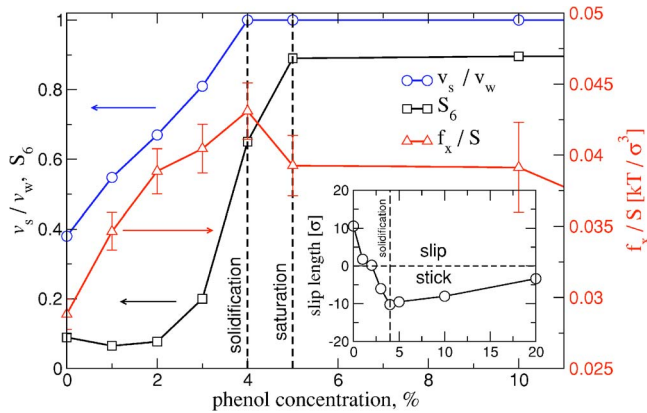 1
0.8
0.6
0.4
0.2
0
v_s / v_w, S_6
0.05
0.045
0.04
0.035
0.03
0.025
f_x / S [kT / σ^3]
v_s / v_w
S_6
f_x / S
solidification
saturation
20
10
0
-10
-20
slip length [σ]
solidification
slip
stick
0 5 10 15 20
0 2 4 6 8 10
phenol concentration, %